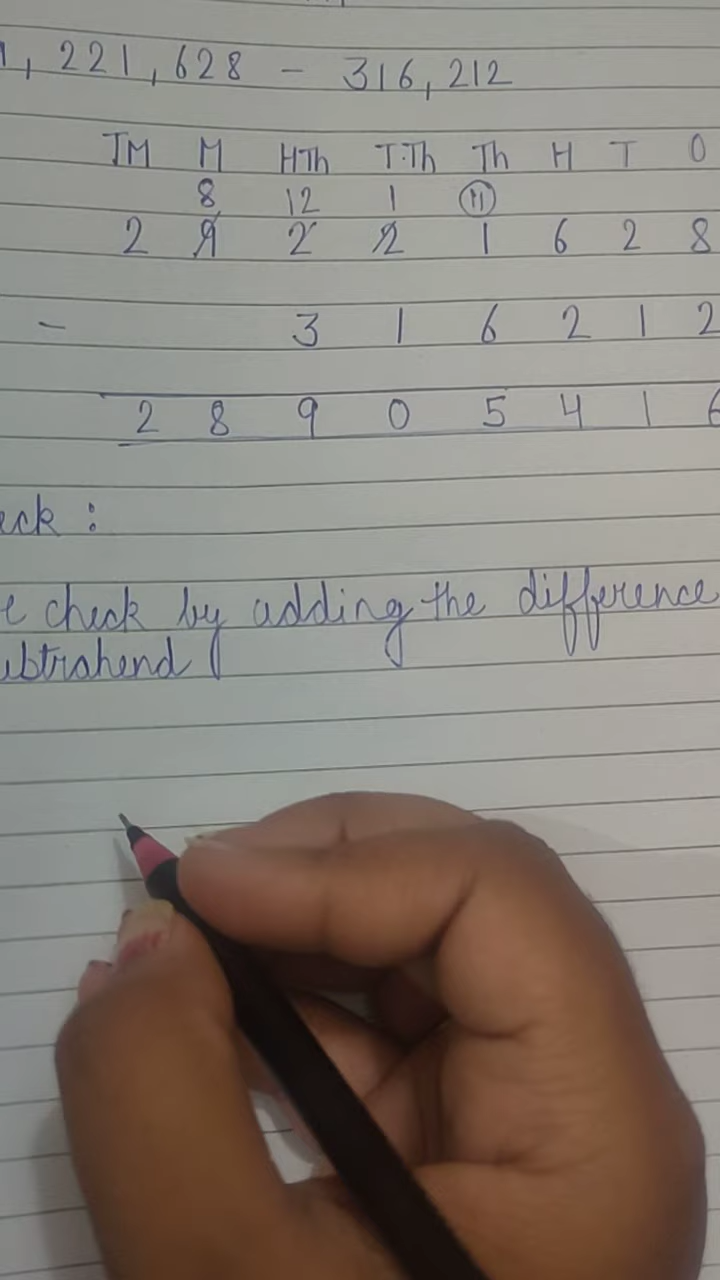 , 221,628 - 316,212
TM M HTh T.Th Th H T O
8 12 1 11
2 9 2 2 1 6 2 8
- 3 1 6 2 1 2
2 8 9 0 5 4 1 6
eck :
e check by adding the difference
ubtrahend